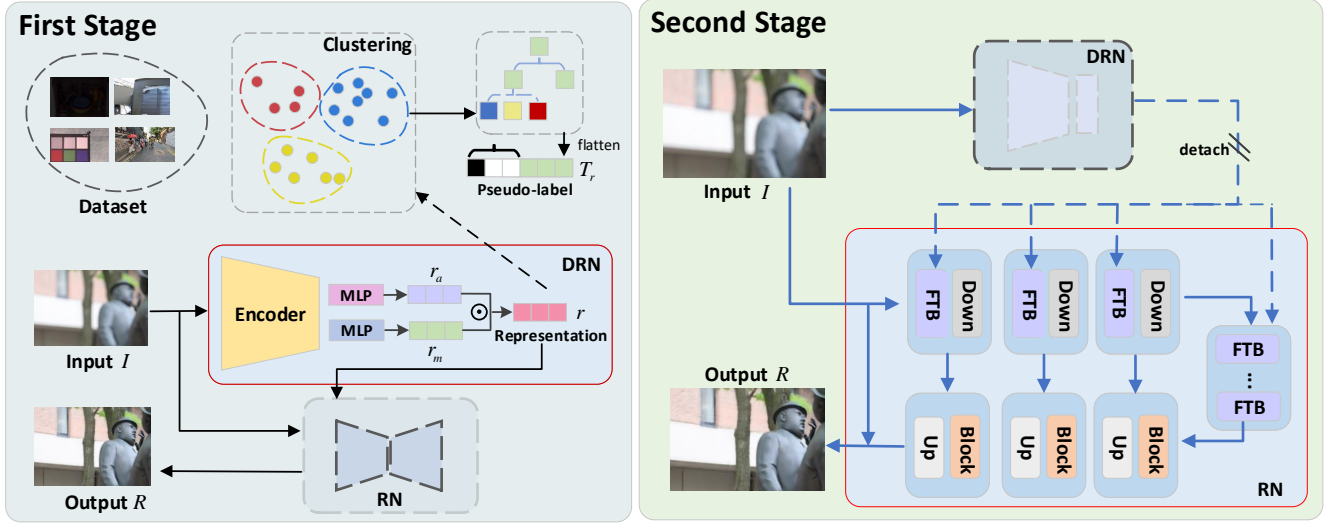 First Stage
Clustering
Dataset
flatten
T_r
Pseudo-label
DRN
Encoder
MLP
r_a
MLP
r_m
r
Representation
Input I
Output R
RN
Second Stage
DRN
Input I
detach
FTB
Down
FTB
Down
FTB
Down
FTB
...
FTB
Output R
Up
Block
Up
Block
Up
Block
RN